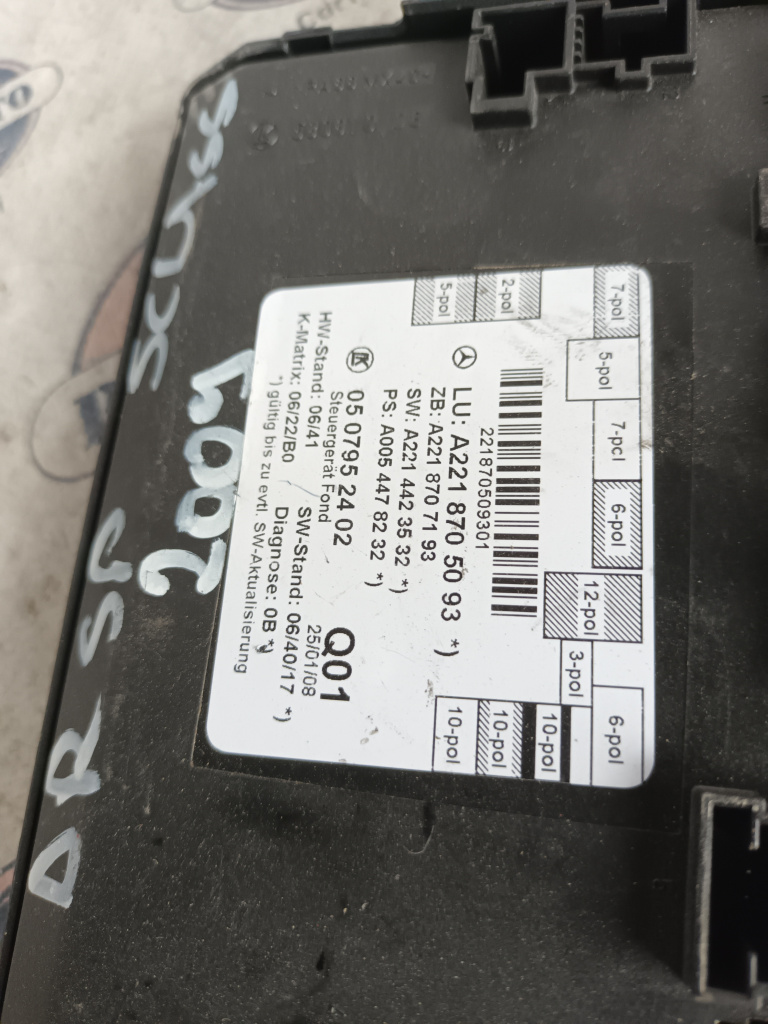 S CLASS
2009
DR SP
7-pol
5-pol
7-pol
6-pol
12-pol
3-pol
6-pol
2-pol
5-pol
10-pol
10-pol
10-pol
221870509301
LU: A221 870 50 93 *)
ZB: A221 870 71 93
SW: A221 442 35 32 *)
PS: A005 447 82 32 *)
05 0795 24 02 Q01
Steuergerät Fond 25/01/08
HW-Stand: 06/41 SW-Stand: 06/40/17 *)
K-Matrix: 06/22/B0 Diagnose: 0B *)
*) gültig bis zu evtl. SW-Aktualisierung